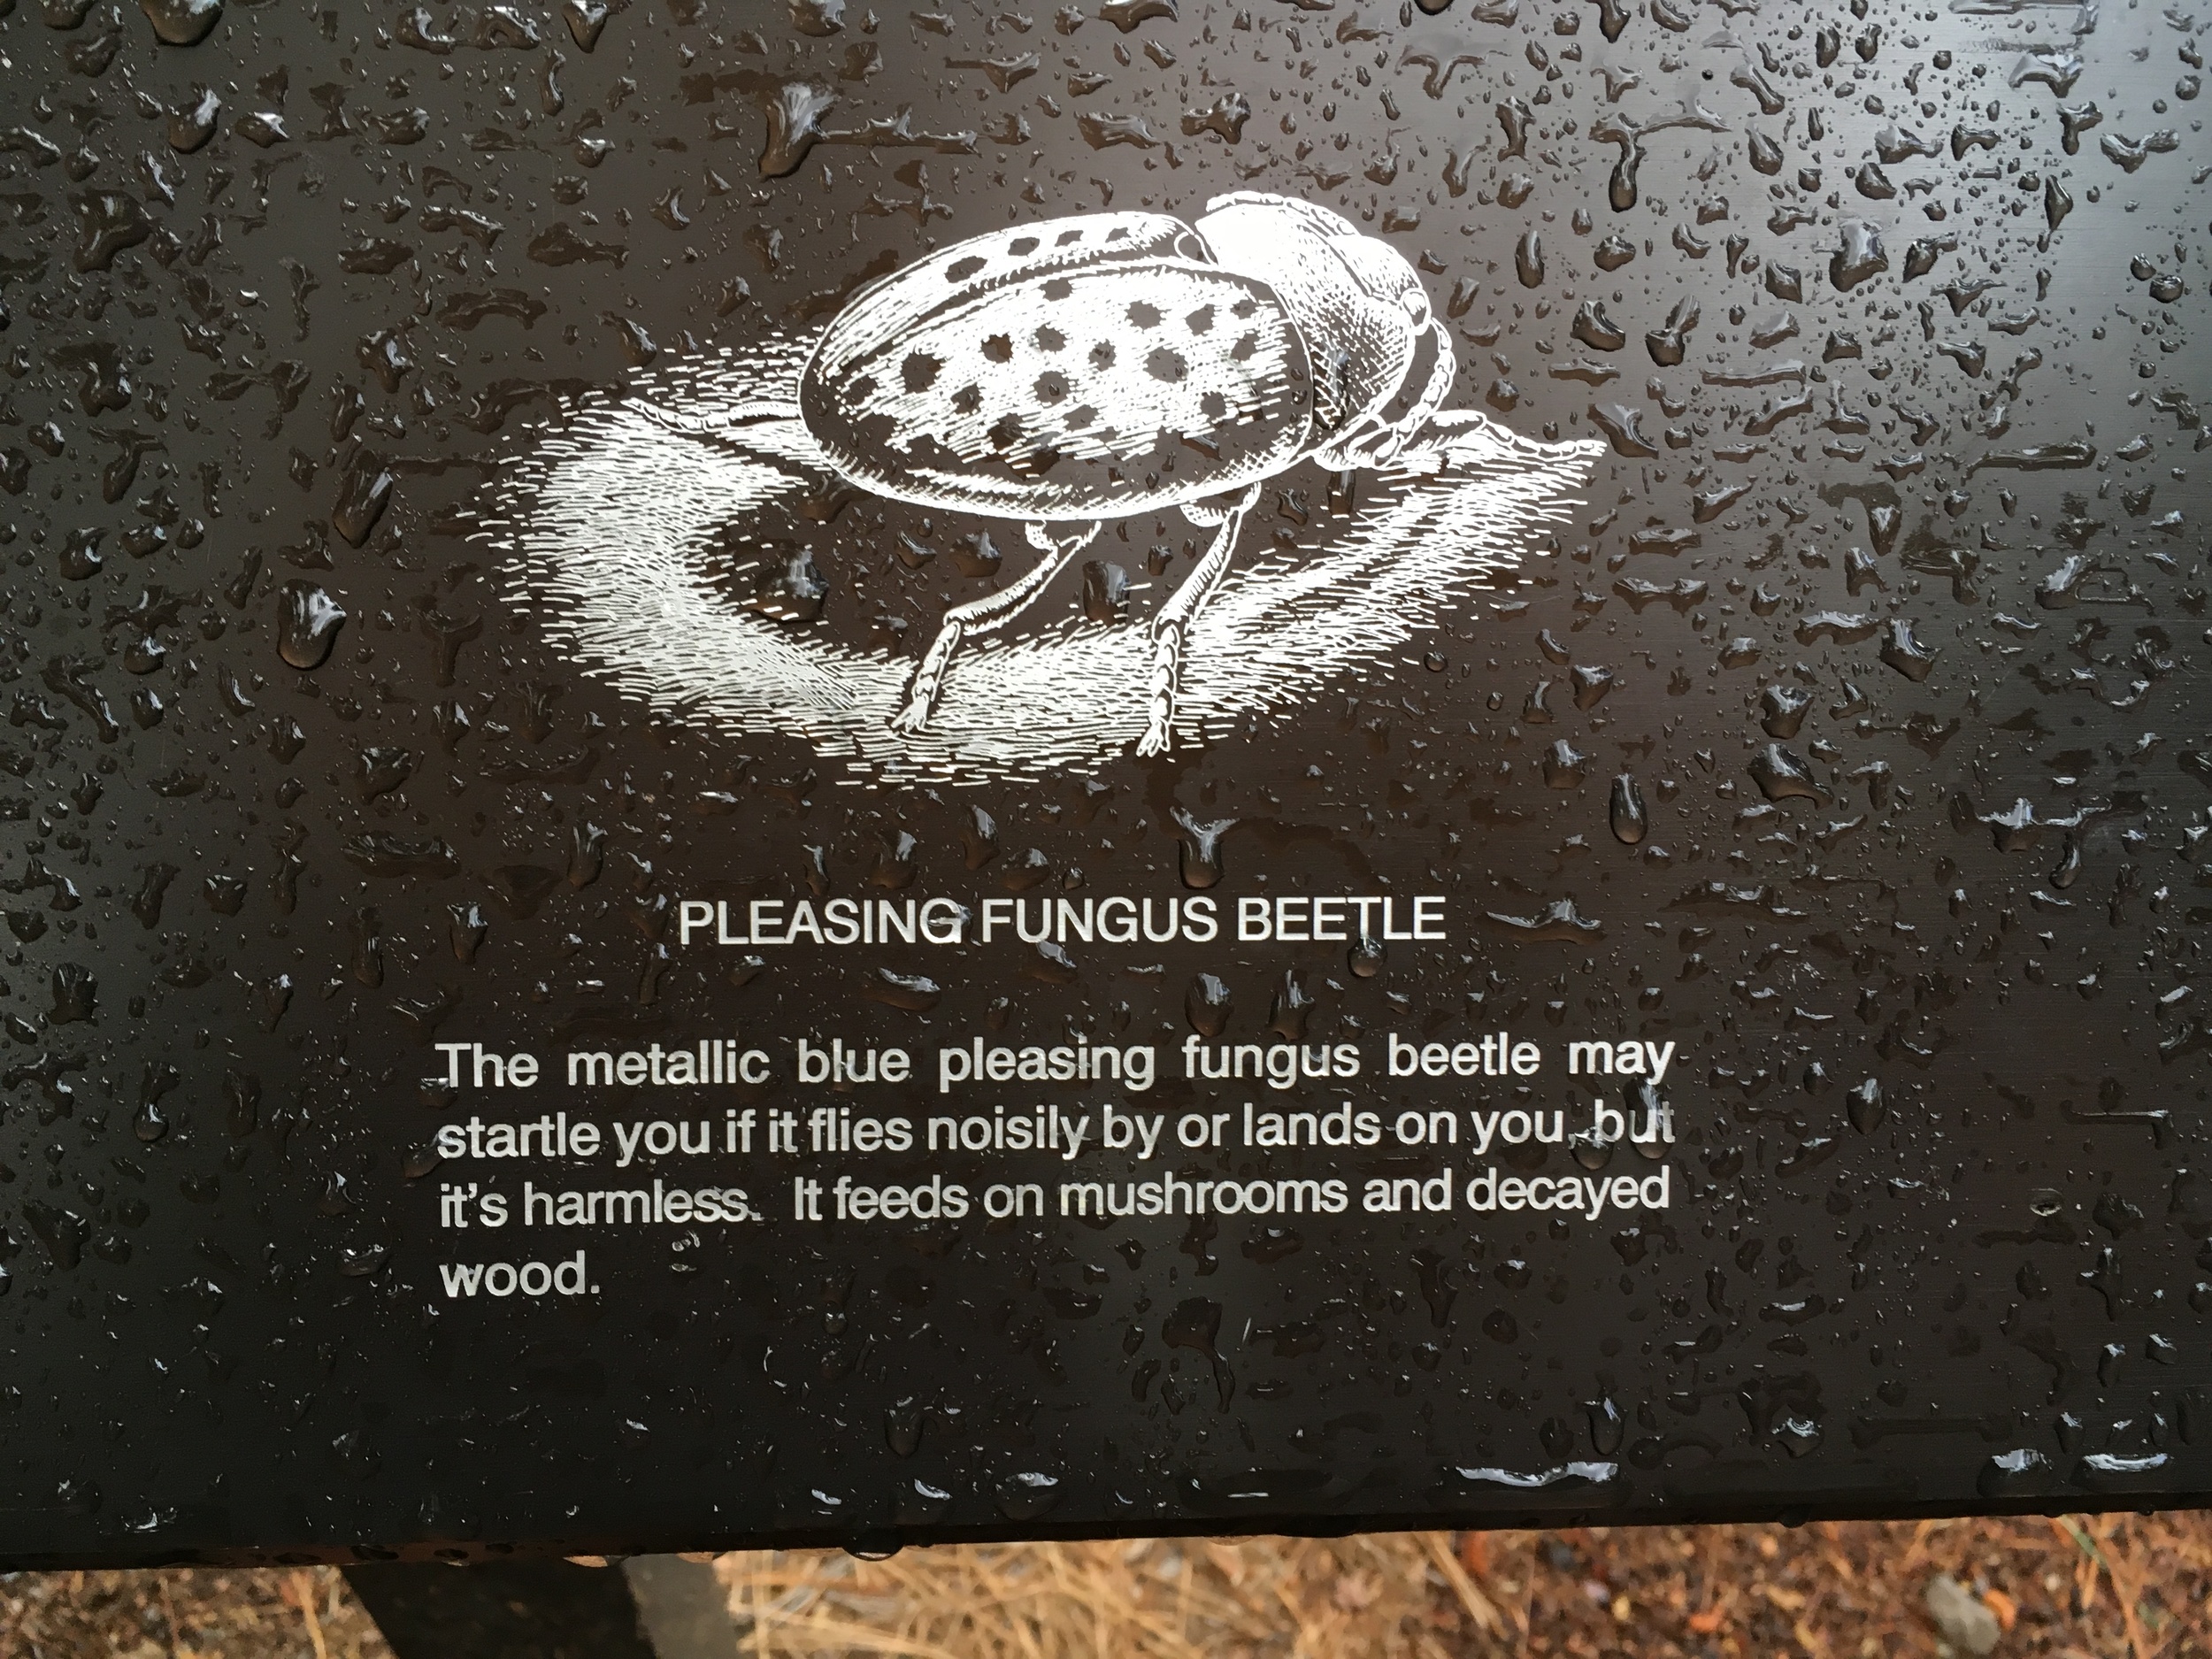 PLEASING FUNGUS BEETLE
The metallic blue pleasing fungus beetle may
startle you if it flies noisily by or lands on you, but
it's harmless. It feeds on mushrooms and decayed
wood.